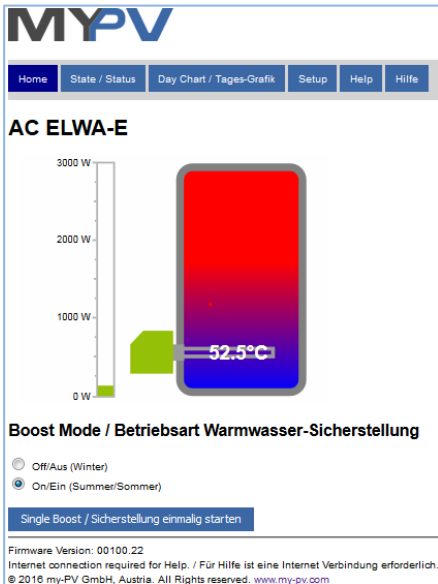 MYPV
Home State / Status Day Chart / Tages-Grafik Setup Help Hilfe
AC ELWA-E
3000 W
2000 W
1000 W
52.5°C
0 W
Boost Mode / Betriebsart Warmwasser-Sicherstellung
Off/Aus (Winter)
On/Ein (Summer/Sommer)
Single Boost / Sicherstellung einmalig starten
Firmware Version: 00100.22
Internet connection required for Help. / Für Hilfe ist eine Internet Verbindung erforderlich.
© 2016 my-PV GmbH, Austria. All Rights reserved. www.my-pv.com